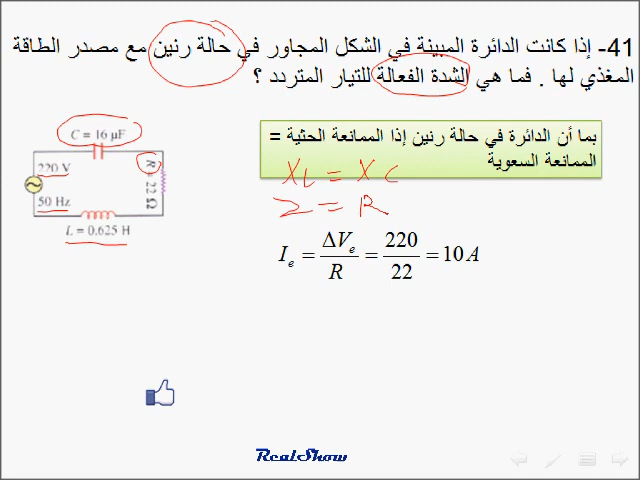 41- إذا كانت الدائرة المبينة في الشكل المجاور في حالة رنين مع مصدر الطاقة
المغذي لها . فما هي الشدة الفعالة للتيار المتردد ؟
C = 16 µF
220 V
R = 22 Ω
50 Hz
L = 0.625 H
بما أن الدائرة في حالة رنين إذا الممانعة الحثية =
الممانعة السعوية
XL = XC
Z = R
I_e = ΔV_e / R = 220 / 22 = 10 A
RealShow